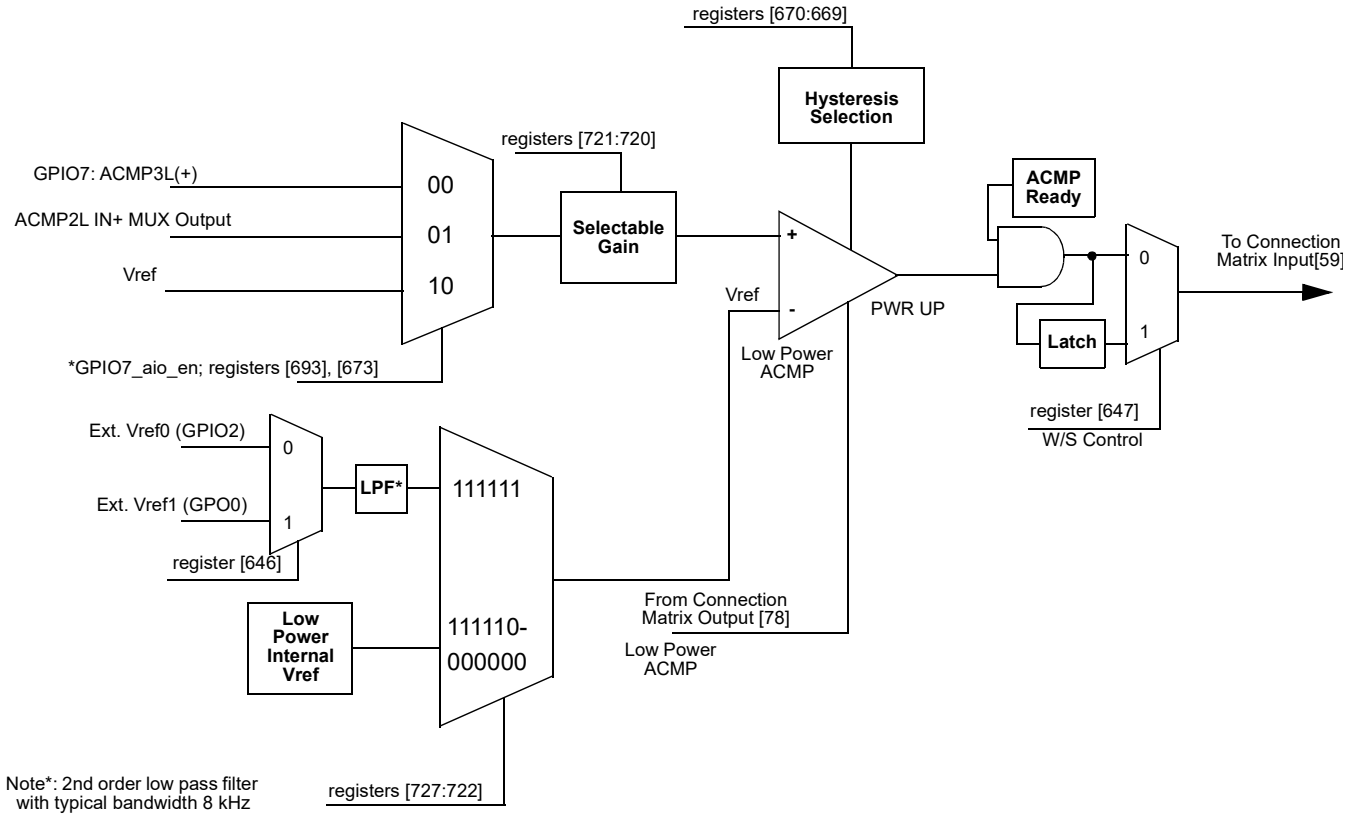 registers [670:669]
Hysteresis
Selection
registers [721:720]
GPIO7: ACMP3L(+)
00
ACMP2L IN+ MUX Output
01
Vref
10
Selectable
Gain
*GPIO7_aio_en; registers [693], [673]
+
Vref
-
Low Power
ACMP
PWR UP
ACMP
Ready
0
1
Latch
To Connection
Matrix Input[59]
register [647]
W/S Control
Ext. Vref0 (GPIO2)
0
Ext. Vref1 (GPO0)
1
register [646]
LPF*
111111
Low
Power
Internal
Vref
111110-
000000
From Connection
Matrix Output [78]
Low Power
ACMP
registers [727:722]
Note*: 2nd order low pass filter
with typical bandwidth 8 kHz